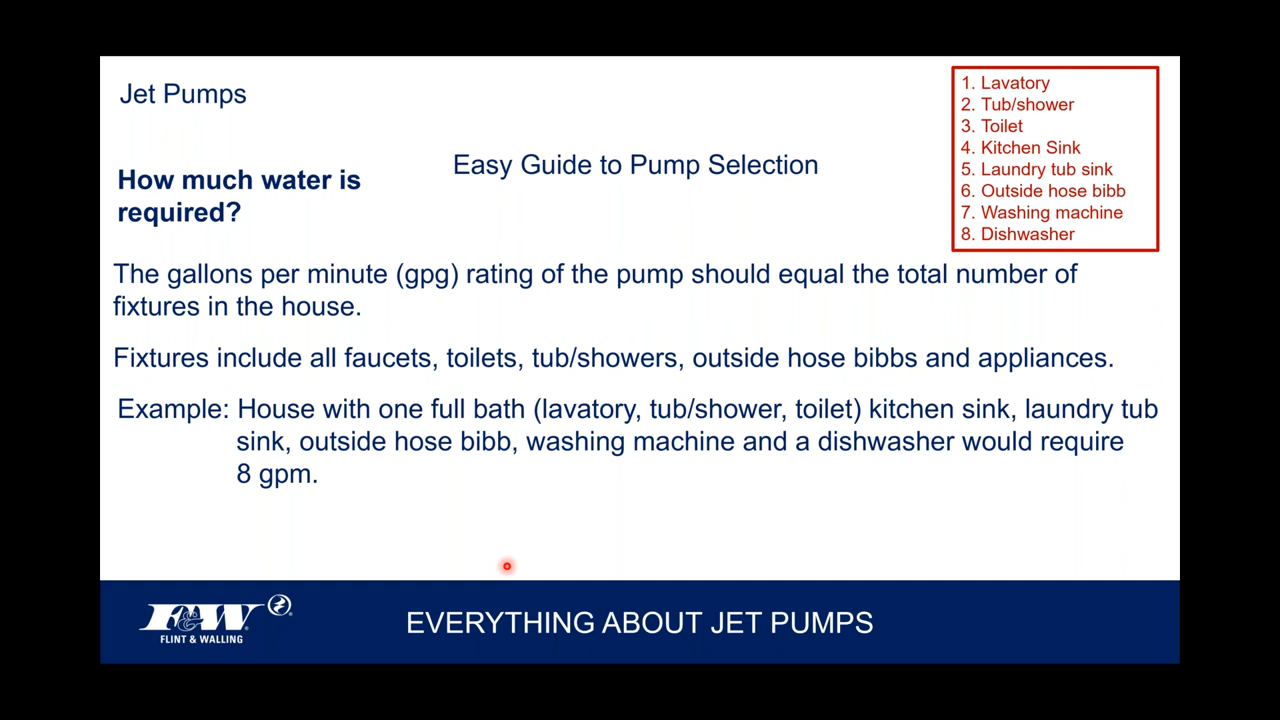 Jet Pumps
1. Lavatory
2. Tub/shower
3. Toilet
4. Kitchen Sink
5. Laundry tub sink
6. Outside hose bibb
7. Washing machine
8. Dishwasher
Easy Guide to Pump Selection
How much water is
required?
The gallons per minute (gpg) rating of the pump should equal the total number of
fixtures in the house.
Fixtures include all faucets, toilets, tub/showers, outside hose bibbs and appliances.
Example: House with one full bath (lavatory, tub/shower, toilet) kitchen sink, laundry tub
sink, outside hose bibb, washing machine and a dishwasher would require
8 gpm.
F&W®
FLINT & WALLING
EVERYTHING ABOUT JET PUMPS